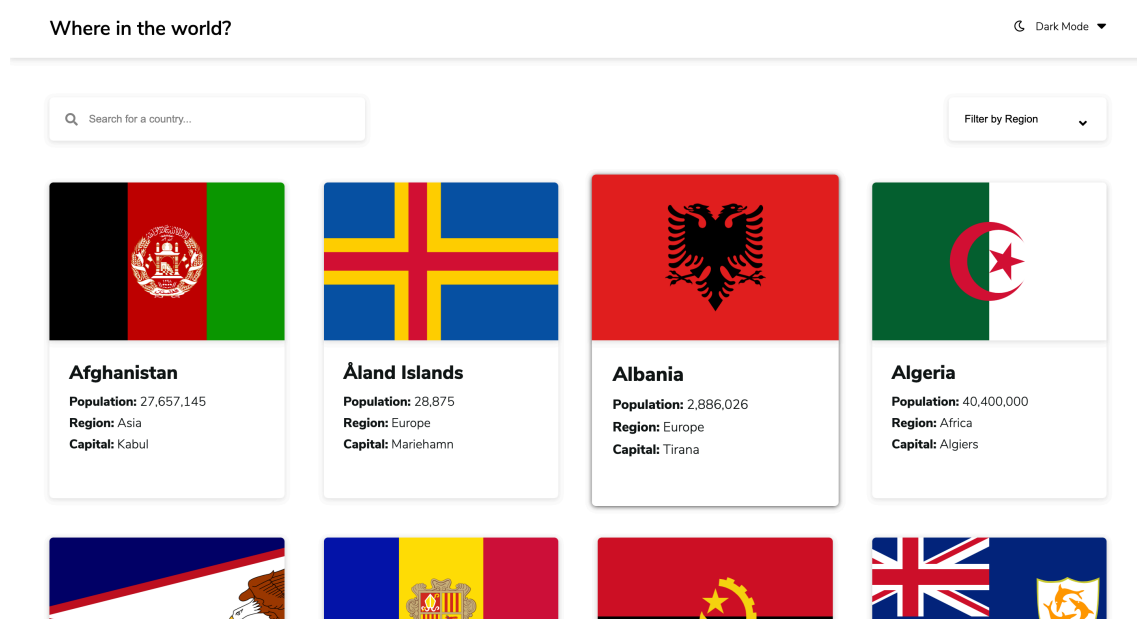 Where in the world?
Dark Mode
Search for a country...
Filter by Region
Afghanistan
Population: 27,657,145
Region: Asia
Capital: Kabul
Åland Islands
Population: 28,875
Region: Europe
Capital: Mariehamn
Albania
Population: 2,886,026
Region: Europe
Capital: Tirana
Algeria
Population: 40,400,000
Region: Africa
Capital: Algiers